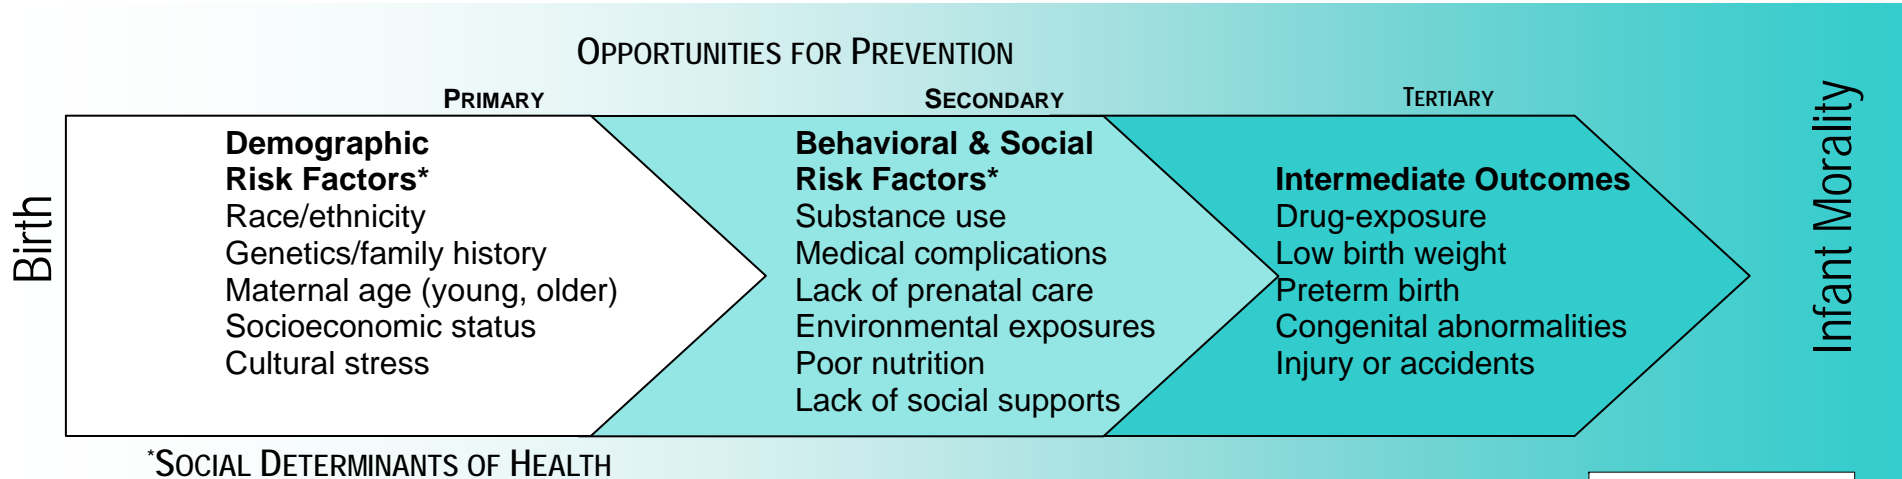 OPPORTUNITIES FOR PREVENTION
PRIMARY
SECONDARY
TERTIARY
Birth
Demographic
Risk Factors*
Race/ethnicity
Genetics/family history
Maternal age (young, older)
Socioeconomic status
Cultural stress
Behavioral & Social
Risk Factors*
Substance use
Medical complications
Lack of prenatal care
Environmental exposures
Poor nutrition
Lack of social supports
Intermediate Outcomes
Drug-exposure
Low birth weight
Preterm birth
Congenital abnormalities
Injury or accidents
Infant Morality
*SOCIAL DETERMINANTS OF HEALTH